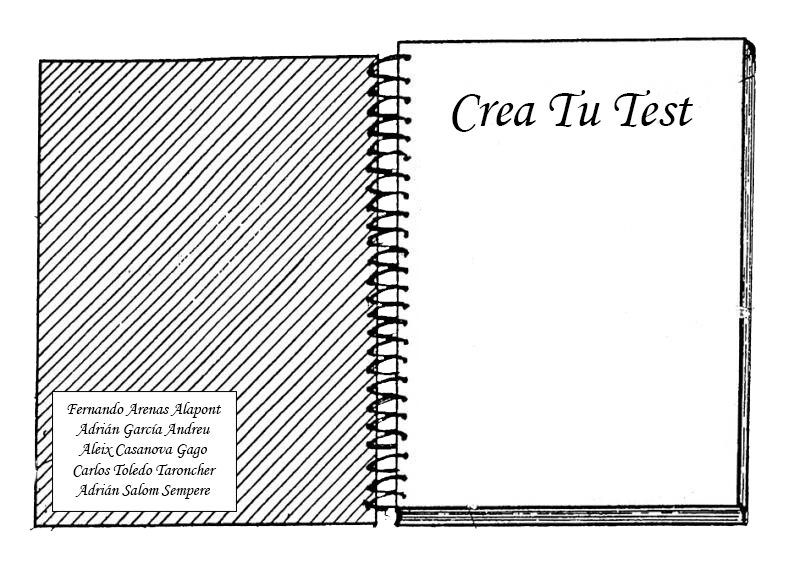 Crea Tu Test
Fernando Arenas Alapont
Adrián García Andreu
Aleix Casanova Gago
Carlos Toledo Taroncher
Adrián Salom Sempere